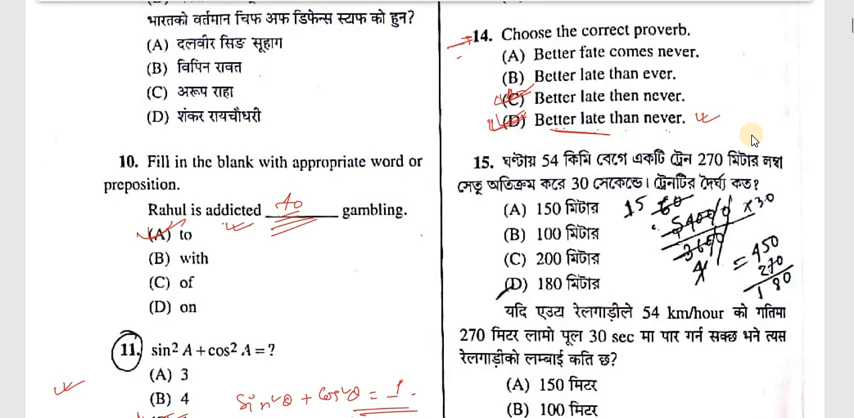 भारतको वर्तमान चिफ अफ डिफेन्स स्टाफ को हुन?
(A) दलवीर सिङ सूहाग
(B) विपिन रावत
(C) अरूप राहा
(D) शंकर रायचौधरी
10. Fill in the blank with appropriate word or
preposition.
Rahul is addicted to gambling.
(A) to
(B) with
(C) of
(D) on
11. sin² A + cos² A = ?
(A) 3
(B) 4
sin²θ + cos²θ = 1.
14. Choose the correct proverb.
(A) Better fate comes never.
(B) Better late than ever.
(C) Better late then never.
(D) Better late than never.
15. ঘণ্টায় 54 কিমি বেগে একটি ট্রেন 270 মিটার লম্বা
সেতু অতিক্রম করে 30 সেকেন্ডে। ট্রেনটির দৈর্ঘ্য কত?
(A) 150 মিটার
(B) 100 মিটার
(C) 200 মিটার
(D) 180 মিটার
15
x 30
= 450
270
180
यदि एउटा रेलगाड़ीले 54 km/hour को गतिमा
270 मिटर लामो पूल 30 sec मा पार गर्न सक्छ भने त्यस
रेलगाडीको लम्बाई कति छ?
(A) 150 मिटर
(B) 100 मिटर